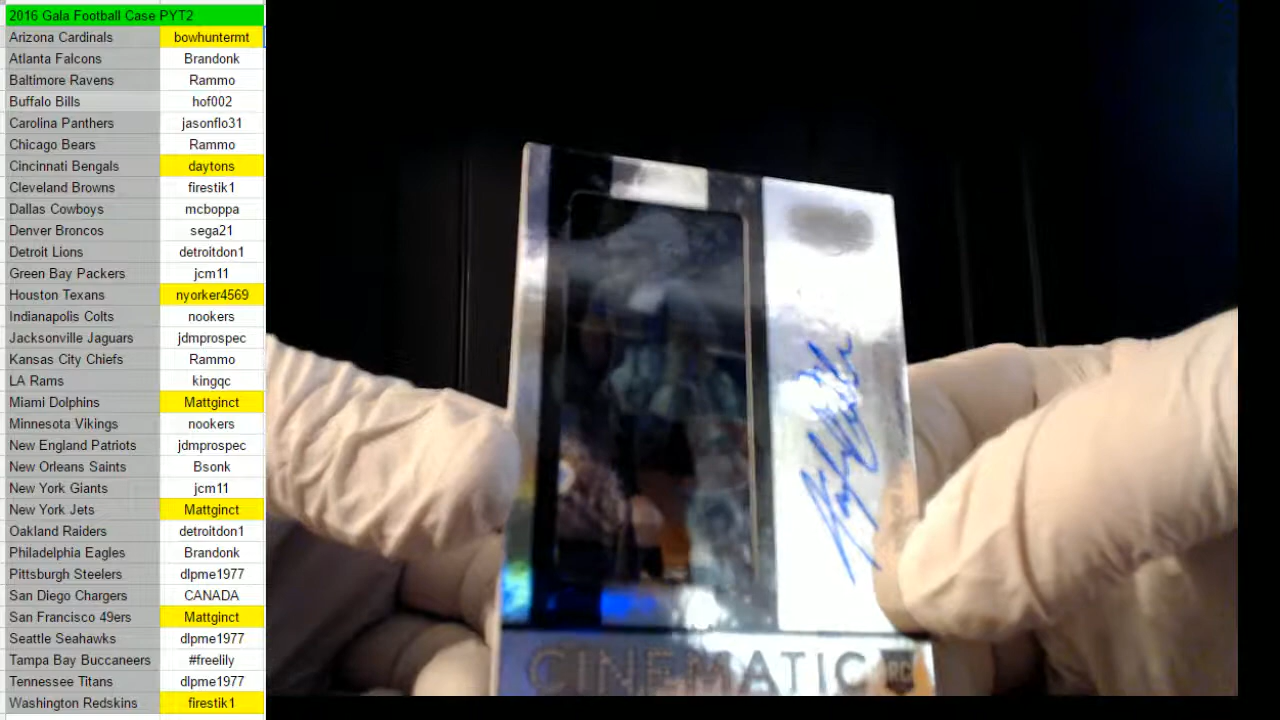 2016 Gala Football Case PYT2
Arizona Cardinals bowhuntermt
Atlanta Falcons Brandonk
Baltimore Ravens Rammo
Buffalo Bills hof002
Carolina Panthers jasonflo31
Chicago Bears Rammo
Cincinnati Bengals daytons
Cleveland Browns firestik1
Dallas Cowboys mcboppa
Denver Broncos sega21
Detroit Lions detroitdon1
Green Bay Packers jcm11
Houston Texans nyorker4569
Indianapolis Colts nookers
Jacksonville Jaguars jdmprospec
Kansas City Chiefs Rammo
LA Rams kingqc
Miami Dolphins Mattginct
Minnesota Vikings nookers
New England Patriots jdmprospec
New Orleans Saints Bsonk
New York Giants jcm11
New York Jets Mattginct
Oakland Raiders detroitdon1
Philadelphia Eagles Brandonk
Pittsburgh Steelers dlpme1977
San Diego Chargers CANADA
San Francisco 49ers Mattginct
Seattle Seahawks dlpme1977
Tampa Bay Buccaneers #freelily
Tennessee Titans dlpme1977
Washington Redskins firestik1
CINEMATIC RC